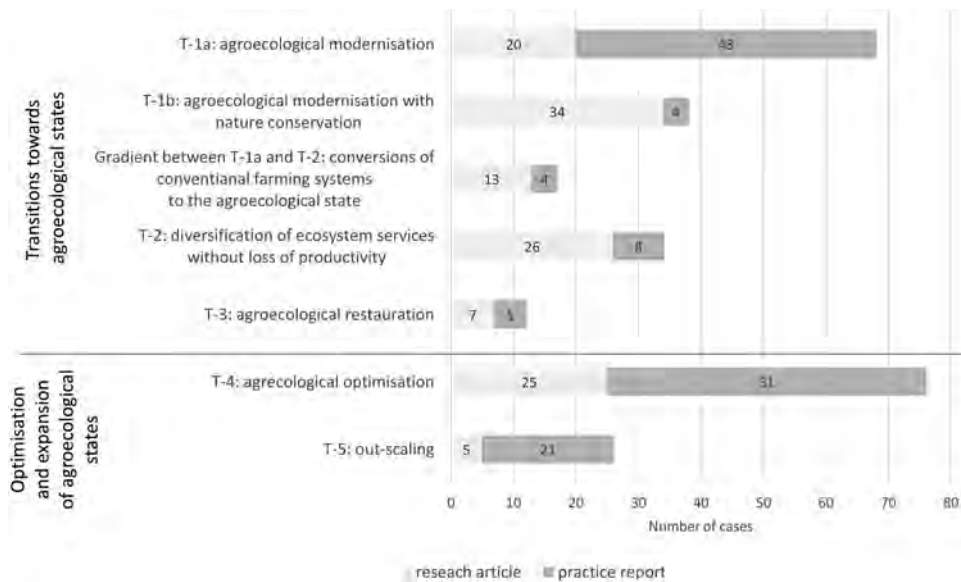 Transitions towards
agroecological states
T-1a: agroecological modernisation
20
48
T-1b: agroecological modernisation with
nature conservation
34
4
Gradient between T-1a and T-2: conversions of
conventianal farming systems
to the agroecological state
13
4
T-2: diversification of ecosystem services
without loss of productivity
26
8
T-3: agroecological restauration
7
5
Optimisation
and expansion
of agroecological
states
T-4: agrecological optimisation
25
51
T-5: out-scaling
5
21
0 10 20 30 40 50 60 70 80
Number of cases
reseach article practice report